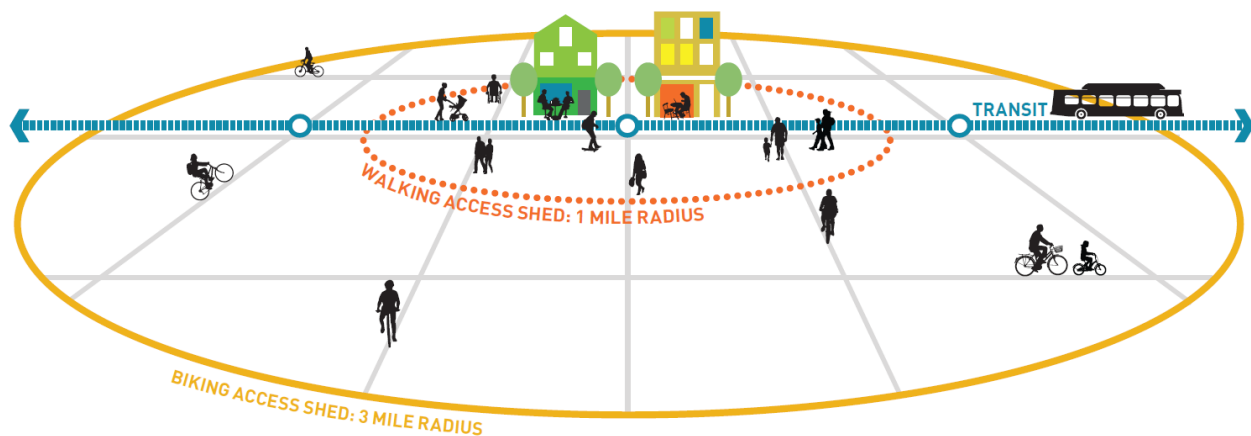 TRANSIT
WALKING ACCESS SHED: 1 MILE RADIUS
BIKING ACCESS SHED: 3 MILE RADIUS